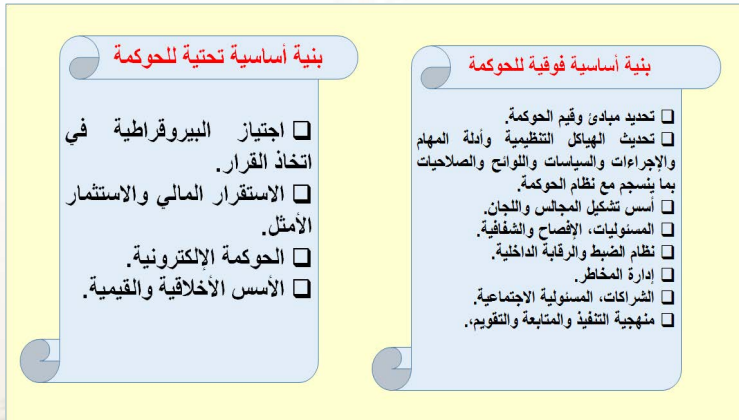 بنية أساسية فوقية للحوكمة
❑ تحديد مبادئ وقيم الحوكمة.
❑ تحديث الهياكل التنظيمية وأدلة المهام
والإجراءات والسياسات واللوائح والصلاحيات
بما ينسجم مع نظام الحوكمة.
❑ أسس تشكيل المجالس واللجان.
❑ المسئوليات، الإفصاح والشفافية.
❑ نظام الضبط والرقابة الداخلية.
❑ إدارة المخاطر.
❑ الشراكات، المسئولية الاجتماعية.
❑ منهجية التنفيذ والمتابعة والتقويم،.
بنية أساسية تحتية للحوكمة
❑ اجتياز البيروقراطية في
اتخاذ القرار.
❑ الاستقرار المالي والاستثمار
الأمثل.
❑ الحوكمة الإلكترونية.
❑ الأسس الأخلاقية والقيمية.